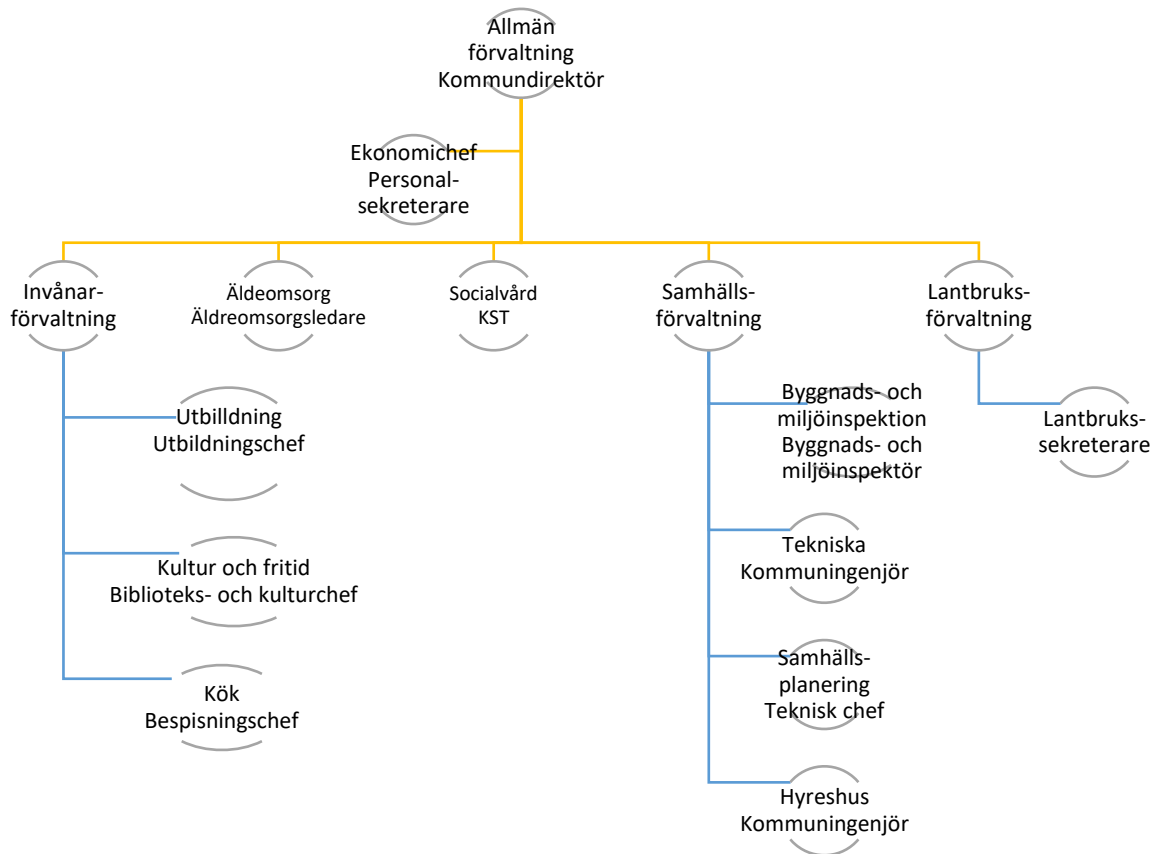 Allmän
förvaltning
Kommundirektör
Ekonomichef
Personal-
sekreterare
Invånar-
förvaltning
Äldeomsorg
Äldreomsorgsledare
Socialvård
KST
Samhälls-
förvaltning
Lantbruks-
förvaltning
Utbilldning
Utbildningschef
Kultur och fritid
Biblioteks- och kulturchef
Kök
Bespisningschef
Byggnads- och
miljöinspektion
Byggnads- och
miljöinspektör
Tekniska
Kommuningenjör
Samhälls-
planering
Teknisk chef
Hyreshus
Kommuningenjör
Lantbruks-
sekreterare